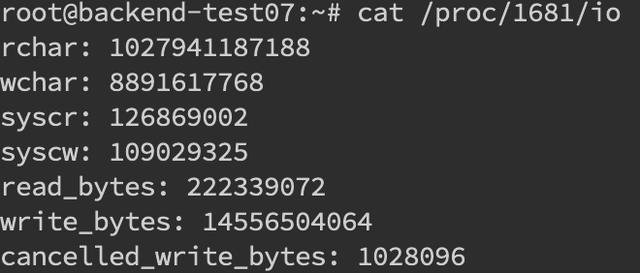 root@backend-test07:~# cat /proc/1681/io
rchar: 1027941187188
wchar: 8891617768
syscr: 126869002
syscw: 109029325
read_bytes: 222339072
write_bytes: 14556504064
cancelled_write_bytes: 1028096